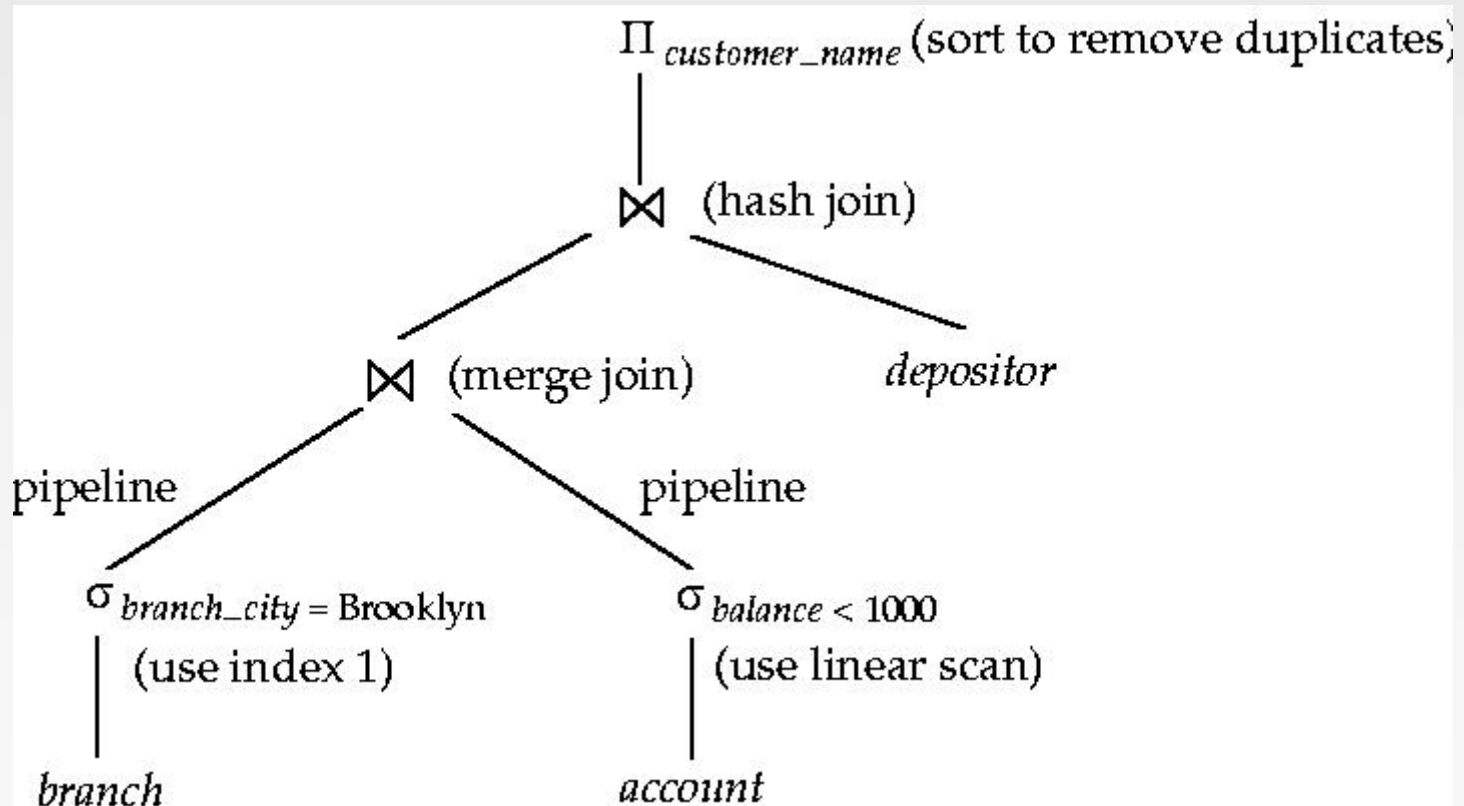 Π customer_name (sort to remove duplicates)
⋈ (hash join)
⋈ (merge join)
depositor
pipeline
pipeline
σ branch_city = Brooklyn
σ balance < 1000
(use index 1)
(use linear scan)
branch
account